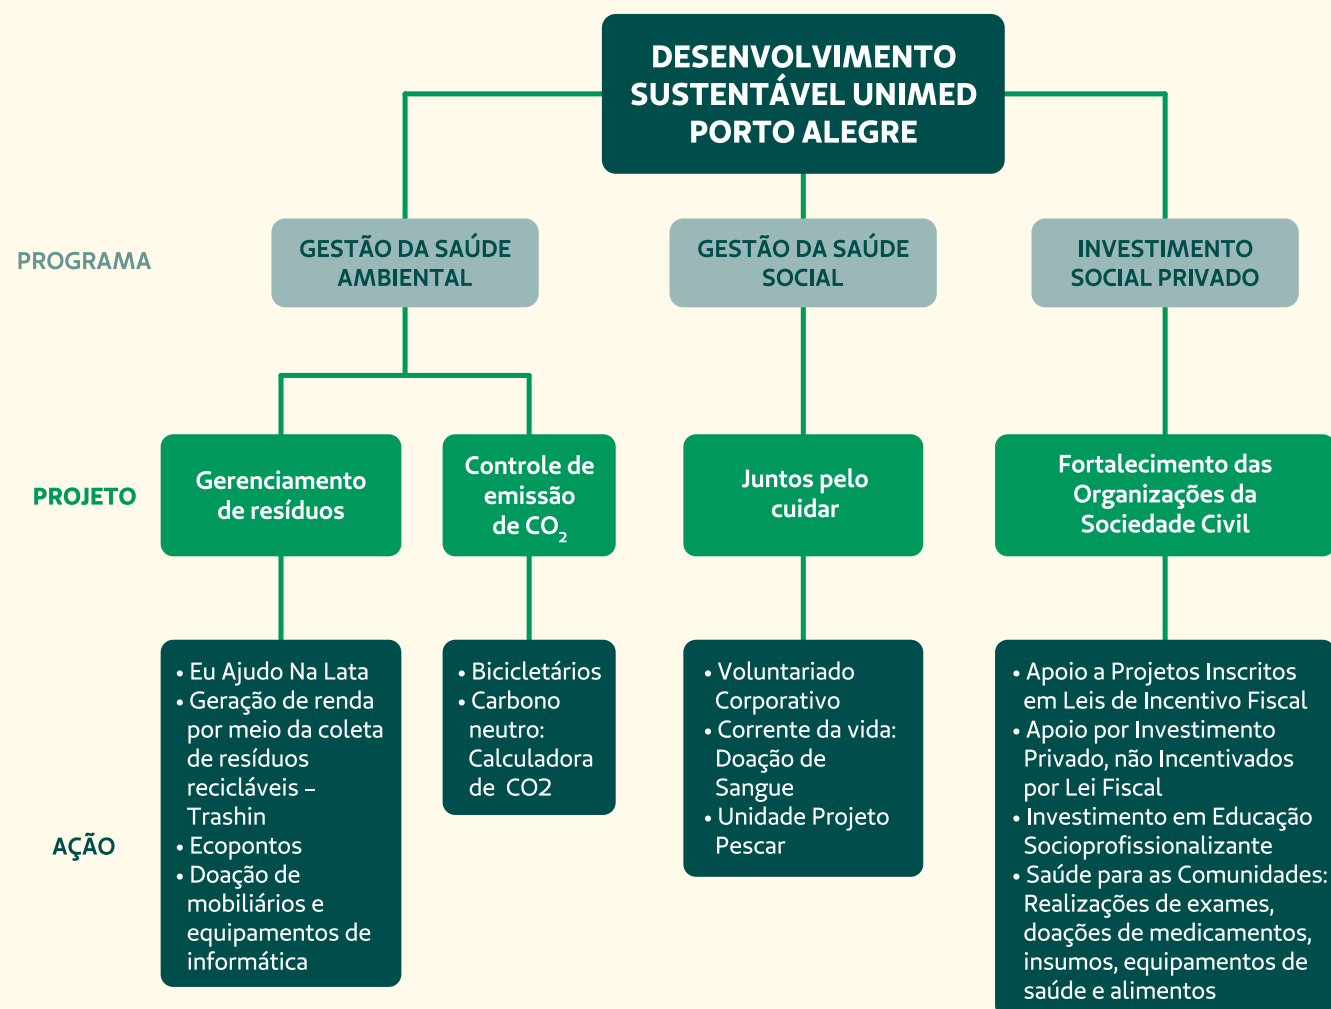 DESENVOLVIMENTO
SUSTENTÁVEL UNIMED
PORTO ALEGRE
PROGRAMA
GESTÃO DA SAÚDE
AMBIENTAL
GESTÃO DA SAÚDE
SOCIAL
INVESTIMENTO
SOCIAL PRIVADO
PROJETO
Gerenciamento
de resíduos
Controle de
emissão
de CO₂
Juntos pelo
cuidar
Fortalecimento das
Organizações da
Sociedade Civil
AÇÃO
• Eu Ajudo Na Lata
• Geração de renda
por meio da coleta
de resíduos
recicláveis –
Trashin
• Ecopontos
• Doação de
mobiliários e
equipamentos de
informática
• Bicicletários
• Carbono
neutro:
Calculadora
de CO2
• Voluntariado
Corporativo
• Corrente da vida:
Doação de
Sangue
• Unidade Projeto
Pescar
• Apoio a Projetos Inscritos
em Leis de Incentivo Fiscal
• Apoio por Investimento
Privado, não Incentivados
por Lei Fiscal
• Investimento em Educação
Socioprofissionalizante
• Saúde para as Comunidades:
Realizações de exames,
doações de medicamentos,
insumos, equipamentos de
saúde e alimentos